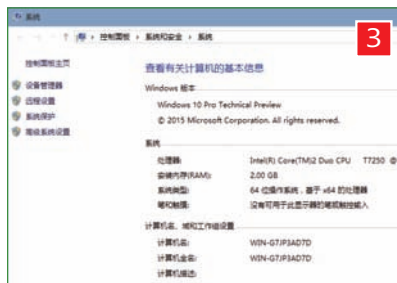 系统
3
控制面板 › 系统和安全 › 系统
控制面板主页
设备管理器
远程设置
系统保护
高级系统设置
查看有关计算机的基本信息
Windows 版本
Windows 10 Pro Technical Preview
© 2015 Microsoft Corporation. All rights reserved.
系统
处理器: Intel(R) Core(TM)2 Duo CPU T7250 @
安装内存(RAM): 2.00 GB
系统类型: 64 位操作系统，基于 x64 的处理器
笔和触摸: 没有可用于此显示器的笔或触控输入
计算机名、域和工作组设置
计算机名: WIN-G7JP3AD7D
计算机全名: WIN-G7JP3AD7D
计算机描述: